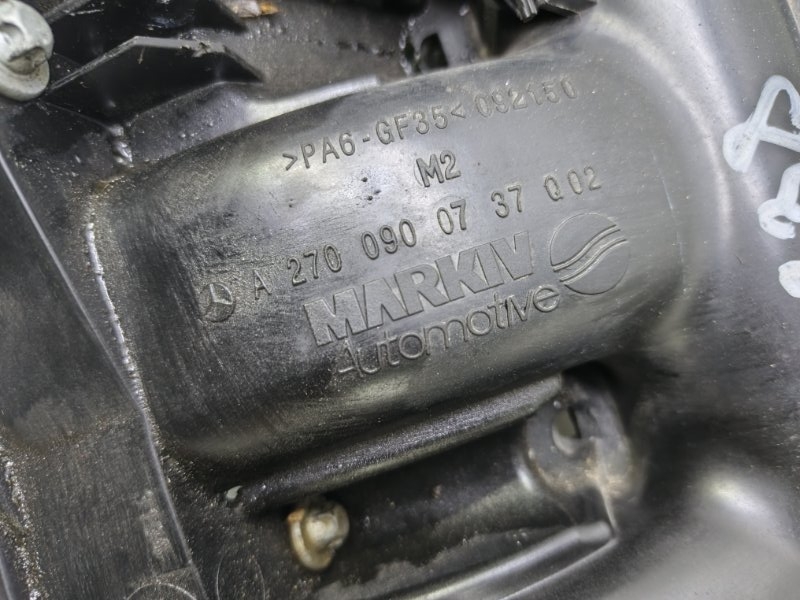 >PA6-GF35< 092150
M2
A 270 090 07 37 Q02
MARKIV
Automotive